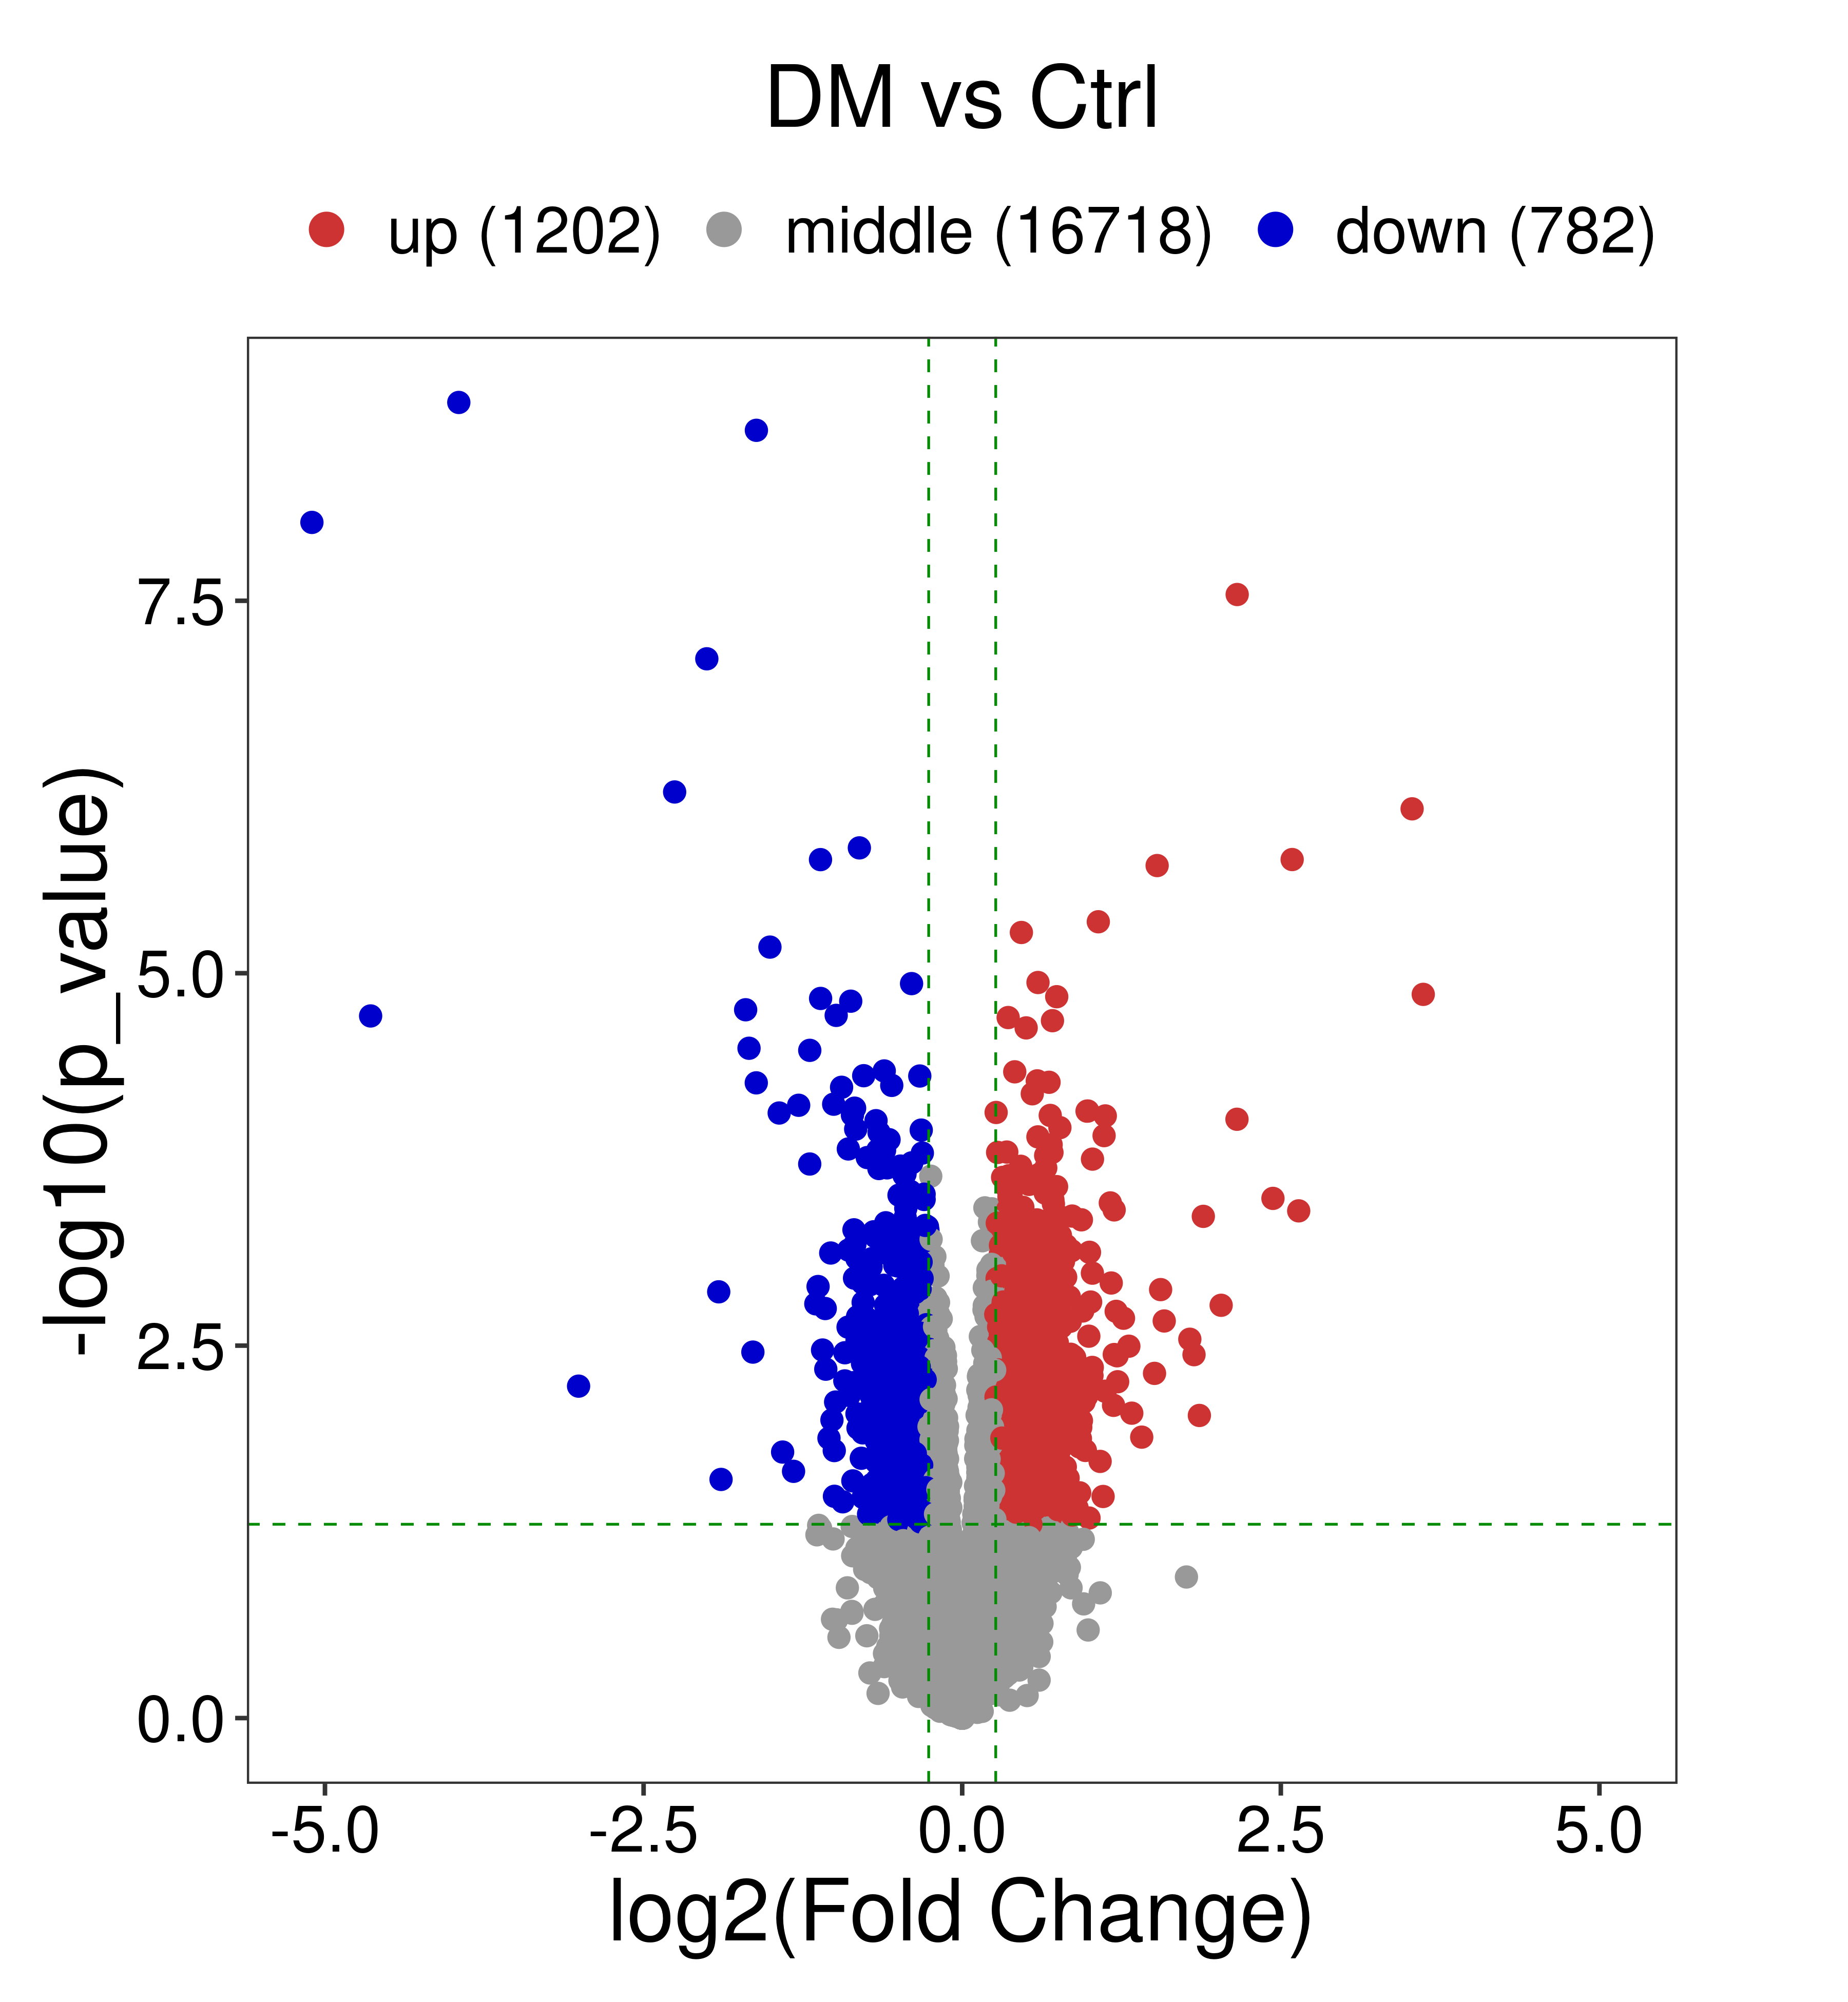 DM vs Ctrl
up (1202) middle (16718) down (782)
-log10(p_value)
7.5
5.0
2.5
0.0
-5.0 -2.5 0.0 2.5 5.0
log2(Fold Change)